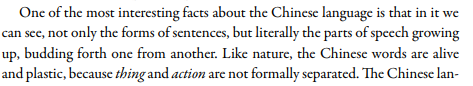 One of the most interesting facts about the Chinese language is that in it we
can see, not only the forms of sentences, but literally the parts of speech growing
up, budding forth one from another. Like nature, the Chinese words are alive
and plastic, because thing and action are not formally separated. The Chinese lan-